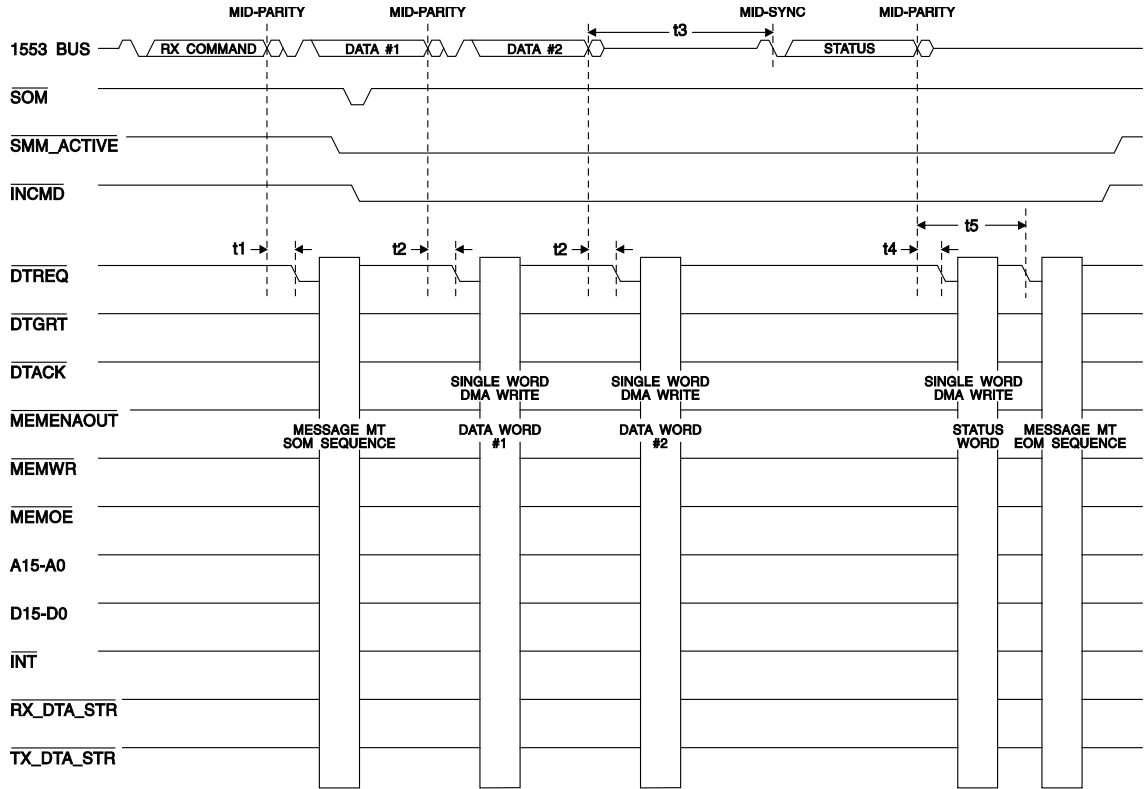 MID-PARITY MID-PARITY MID-SYNC MID-PARITY
t3
1553 BUS RX COMMAND DATA #1 DATA #2 STATUS
SOM
SMM_ACTIVE
INCMD
t5
t1 t2 t2 t4
DTREQ
DTGRT
DTACK
SINGLE WORD SINGLE WORD SINGLE WORD
DMA WRITE DMA WRITE DMA WRITE
MEMENAOUT
MESSAGE MT DATA WORD DATA WORD STATUS MESSAGE MT
SOM SEQUENCE #1 #2 WORD EOM SEQUENCE
MEMWR
MEMOE
A15-A0
D15-D0
INT
RX_DTA_STR
TX_DTA_STR